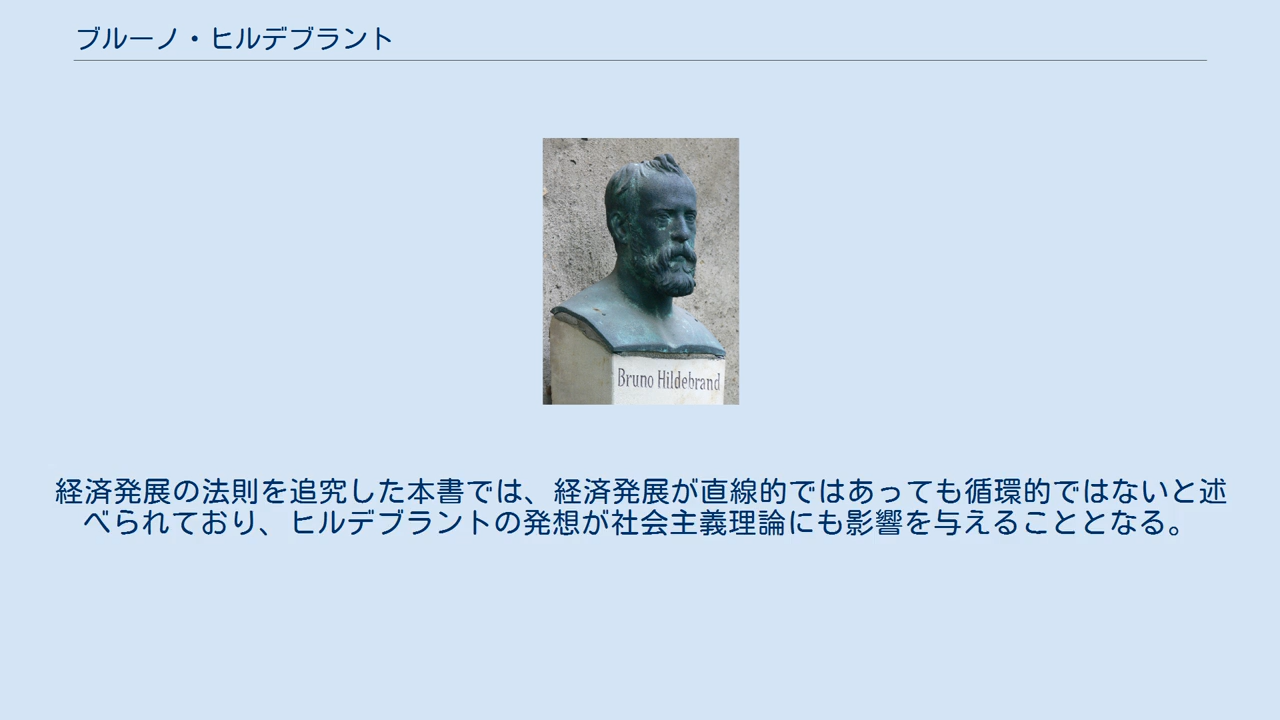 ブルーノ・ヒルデブラント
Bruno Hildebrand
経済発展の法則を追究した本書では、経済発展が直線的ではあっても循環的ではないと述
べられており、ヒルデブラントの発想が社会主義理論にも影響を与えることとなる。